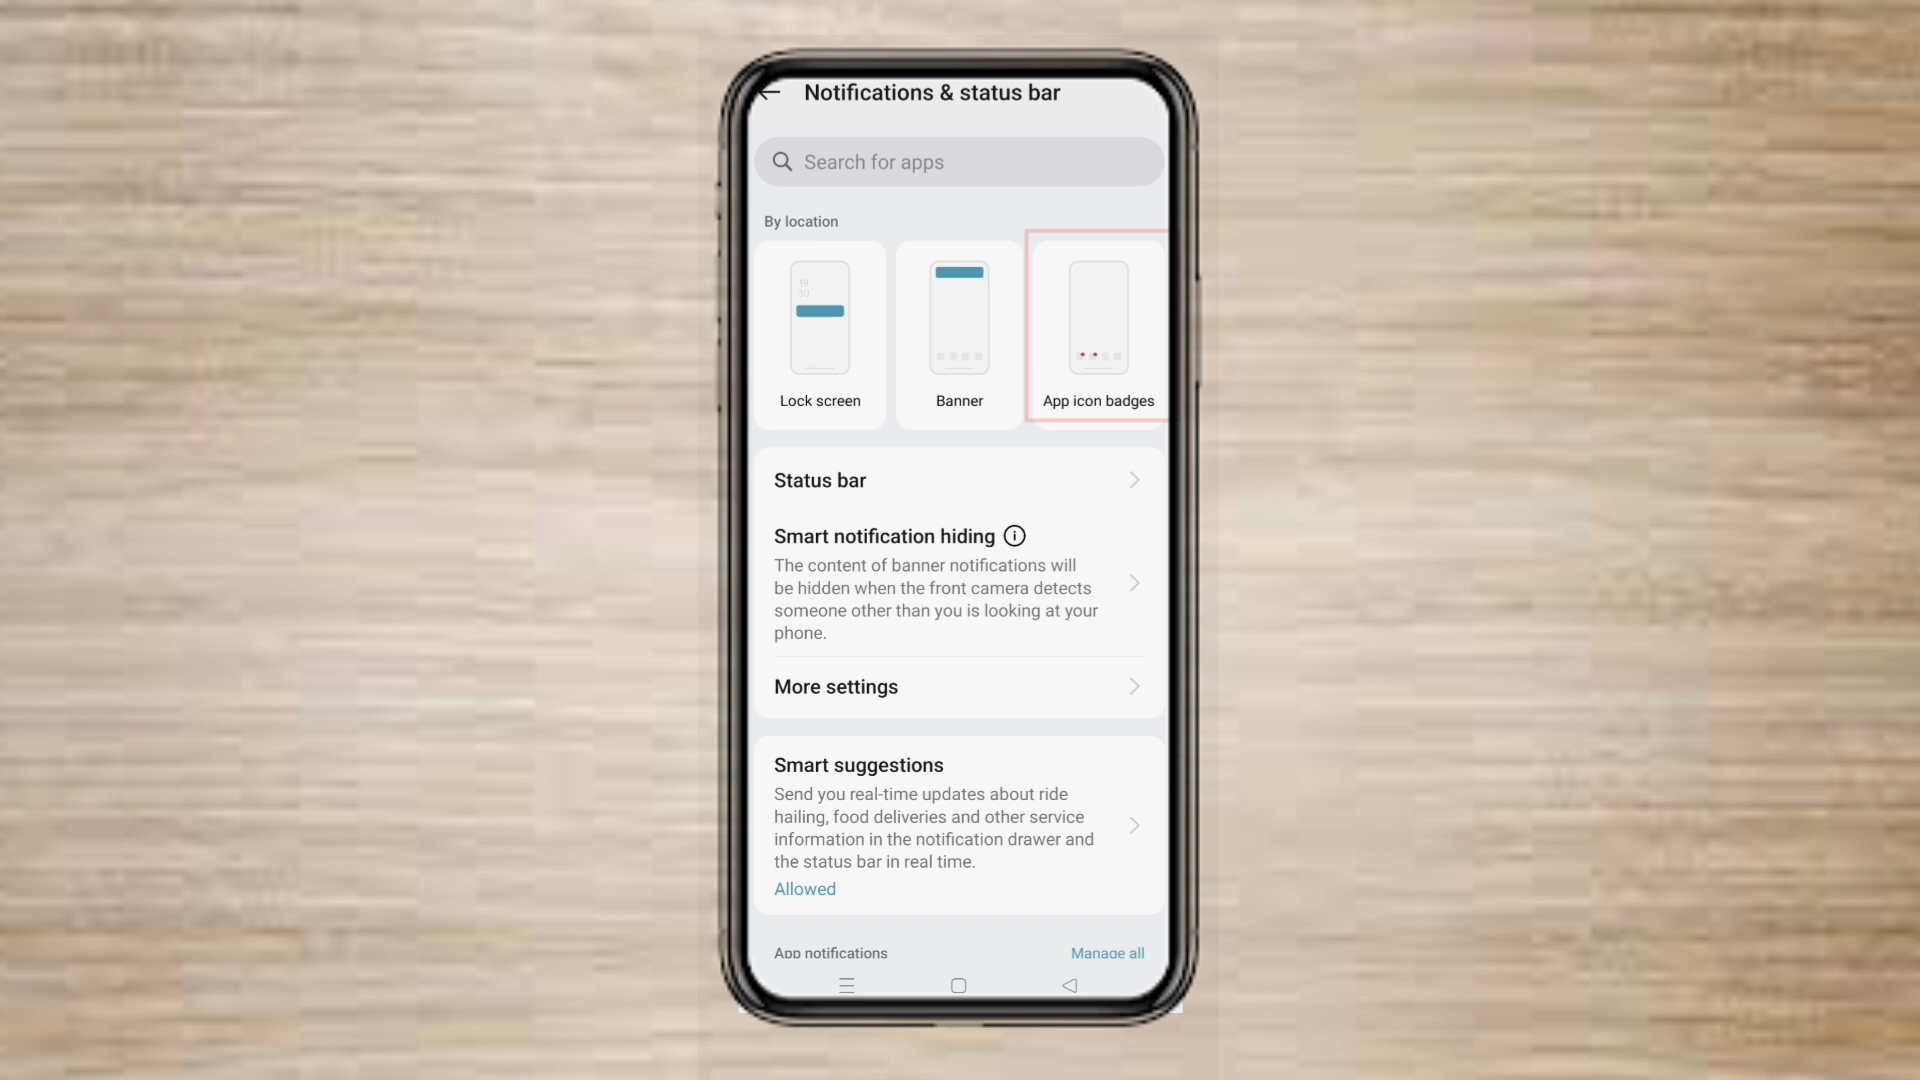 Notifications & status bar
Search for apps
By location
19
30
Lock screen
Banner
App icon badges
Status bar
Smart notification hiding
The content of banner notifications will
be hidden when the front camera detects
someone other than you is looking at your
phone.
More settings
Smart suggestions
Send you real-time updates about ride
hailing, food deliveries and other service
information in the notification drawer and
the status bar in real time.
Allowed
App notifications
Manage all